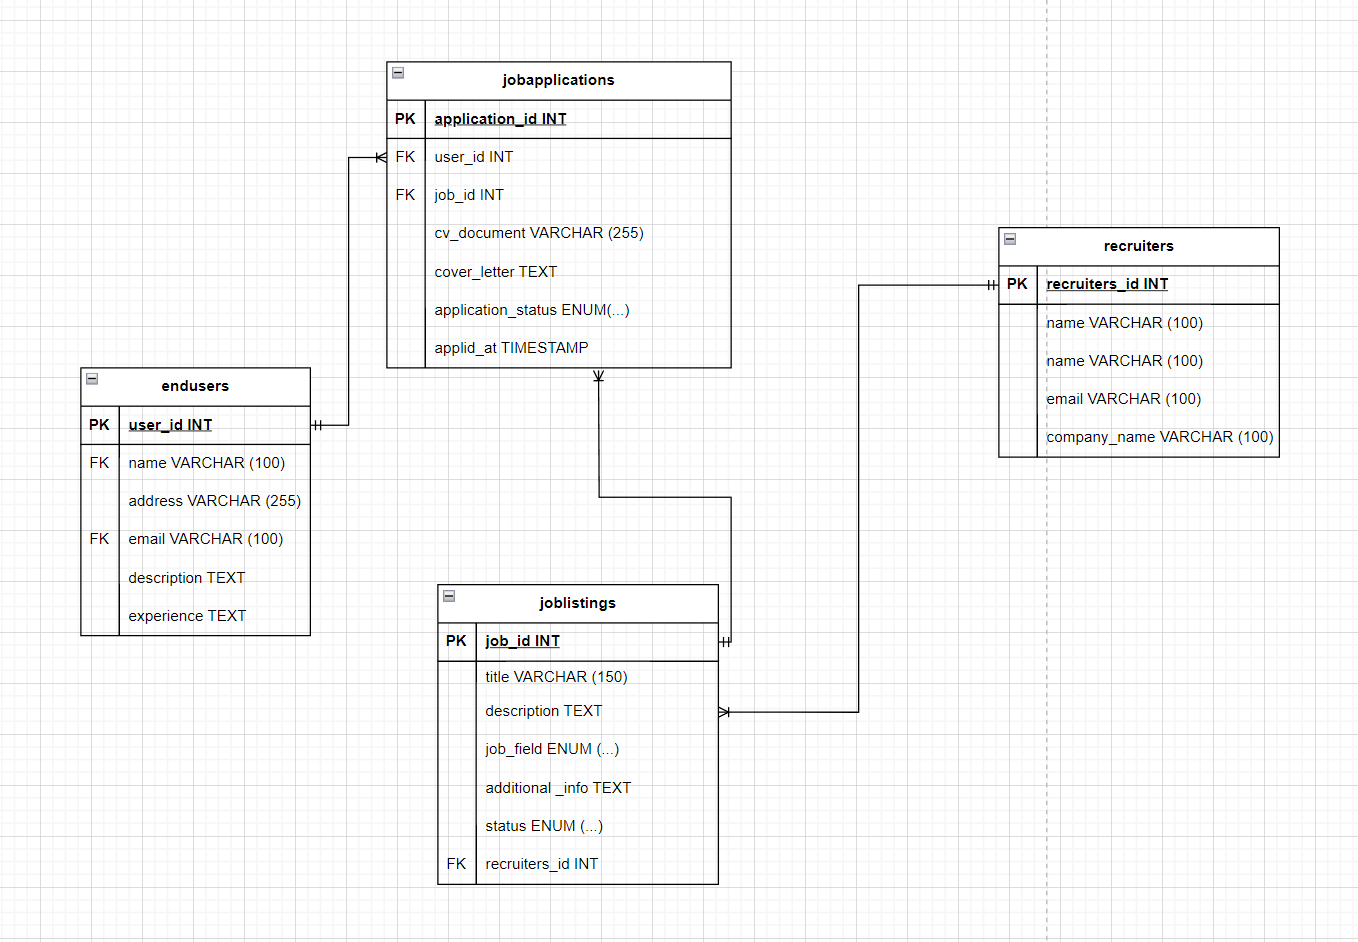 jobapplications
PK application_id INT
FK user_id INT
FK job_id INT
cv_document VARCHAR (255)
cover_letter TEXT
application_status ENUM(...)
applid_at TIMESTAMP
recruiters
PK recruiters_id INT
name VARCHAR (100)
name VARCHAR (100)
email VARCHAR (100)
company_name VARCHAR (100)
endusers
PK user_id INT
FK name VARCHAR (100)
address VARCHAR (255)
FK email VARCHAR (100)
description TEXT
experience TEXT
joblistings
PK job_id INT
title VARCHAR (150)
description TEXT
job_field ENUM (...)
additional _info TEXT
status ENUM (...)
FK recruiters_id INT